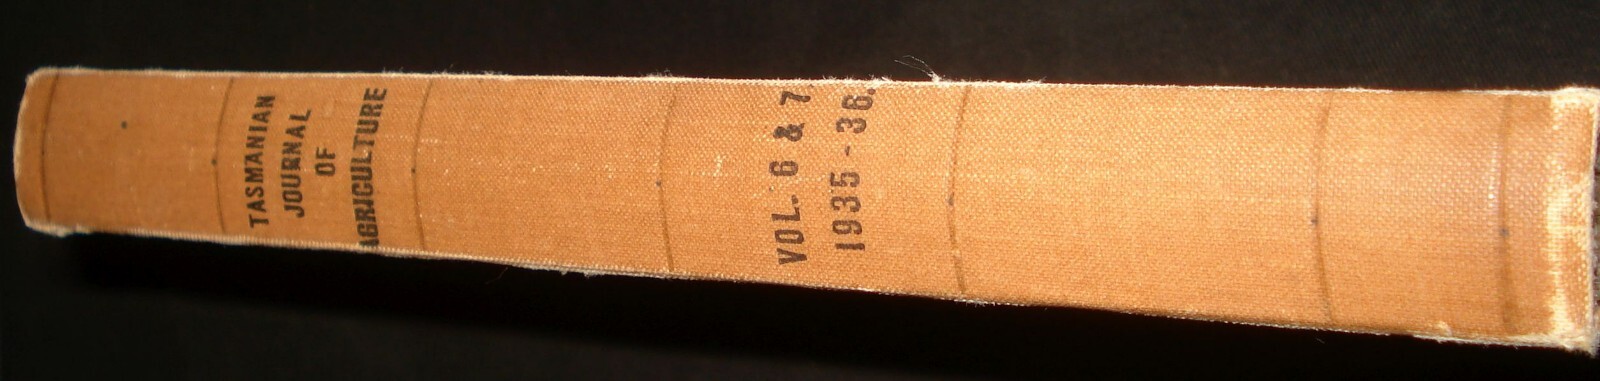 TASMANIAN
JOURNAL
OF
AGRICULTURE
VOL. 6 & 7
1935-36.